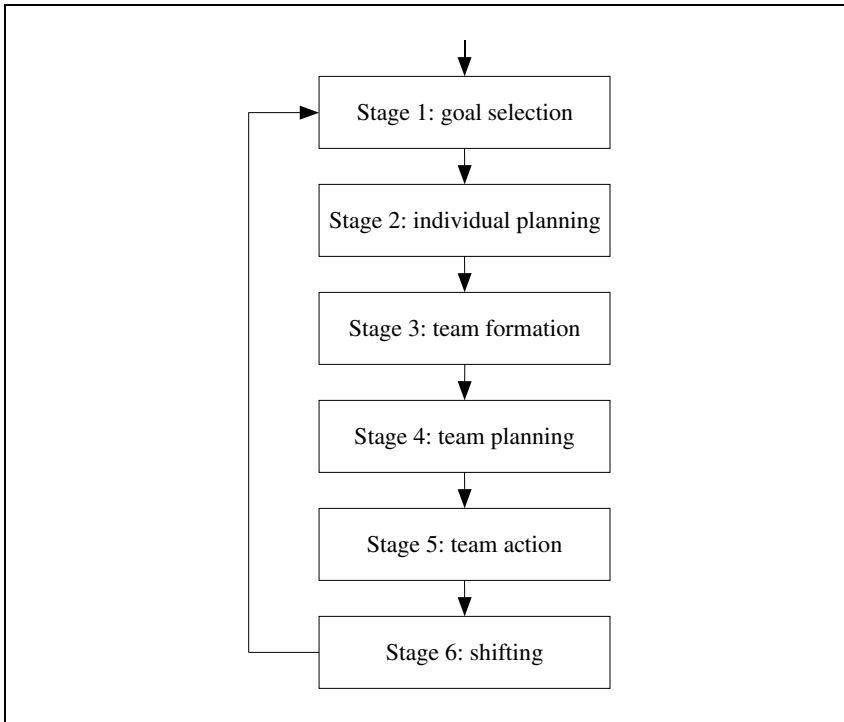 Stage 1: goal selection
Stage 2: individual planning
Stage 3: team formation
Stage 4: team planning
Stage 5: team action
Stage 6: shifting